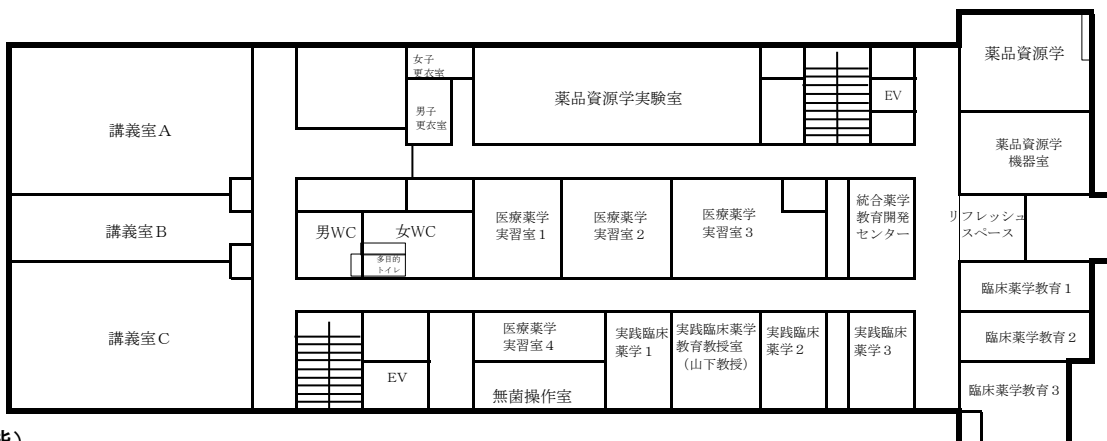 女子
更衣室
薬品資源学
薬品資源学実験室
EV
男子
更衣室
講義室A
薬品資源学
機器室
統合薬学
教育開発
センター
医療薬学
実習室1
医療薬学
実習室2
医療薬学
実習室3
リフレッシュ
スペース
講義室B
男WC
女WC
多目的
トイレ
臨床薬学教育1
講義室C
医療薬学
実習室4
実践臨床
薬学1
実践臨床薬学
教育教授室
(山下教授)
実践臨床
薬学2
実践臨床
薬学3
臨床薬学教育2
EV
無菌操作室
臨床薬学教育3